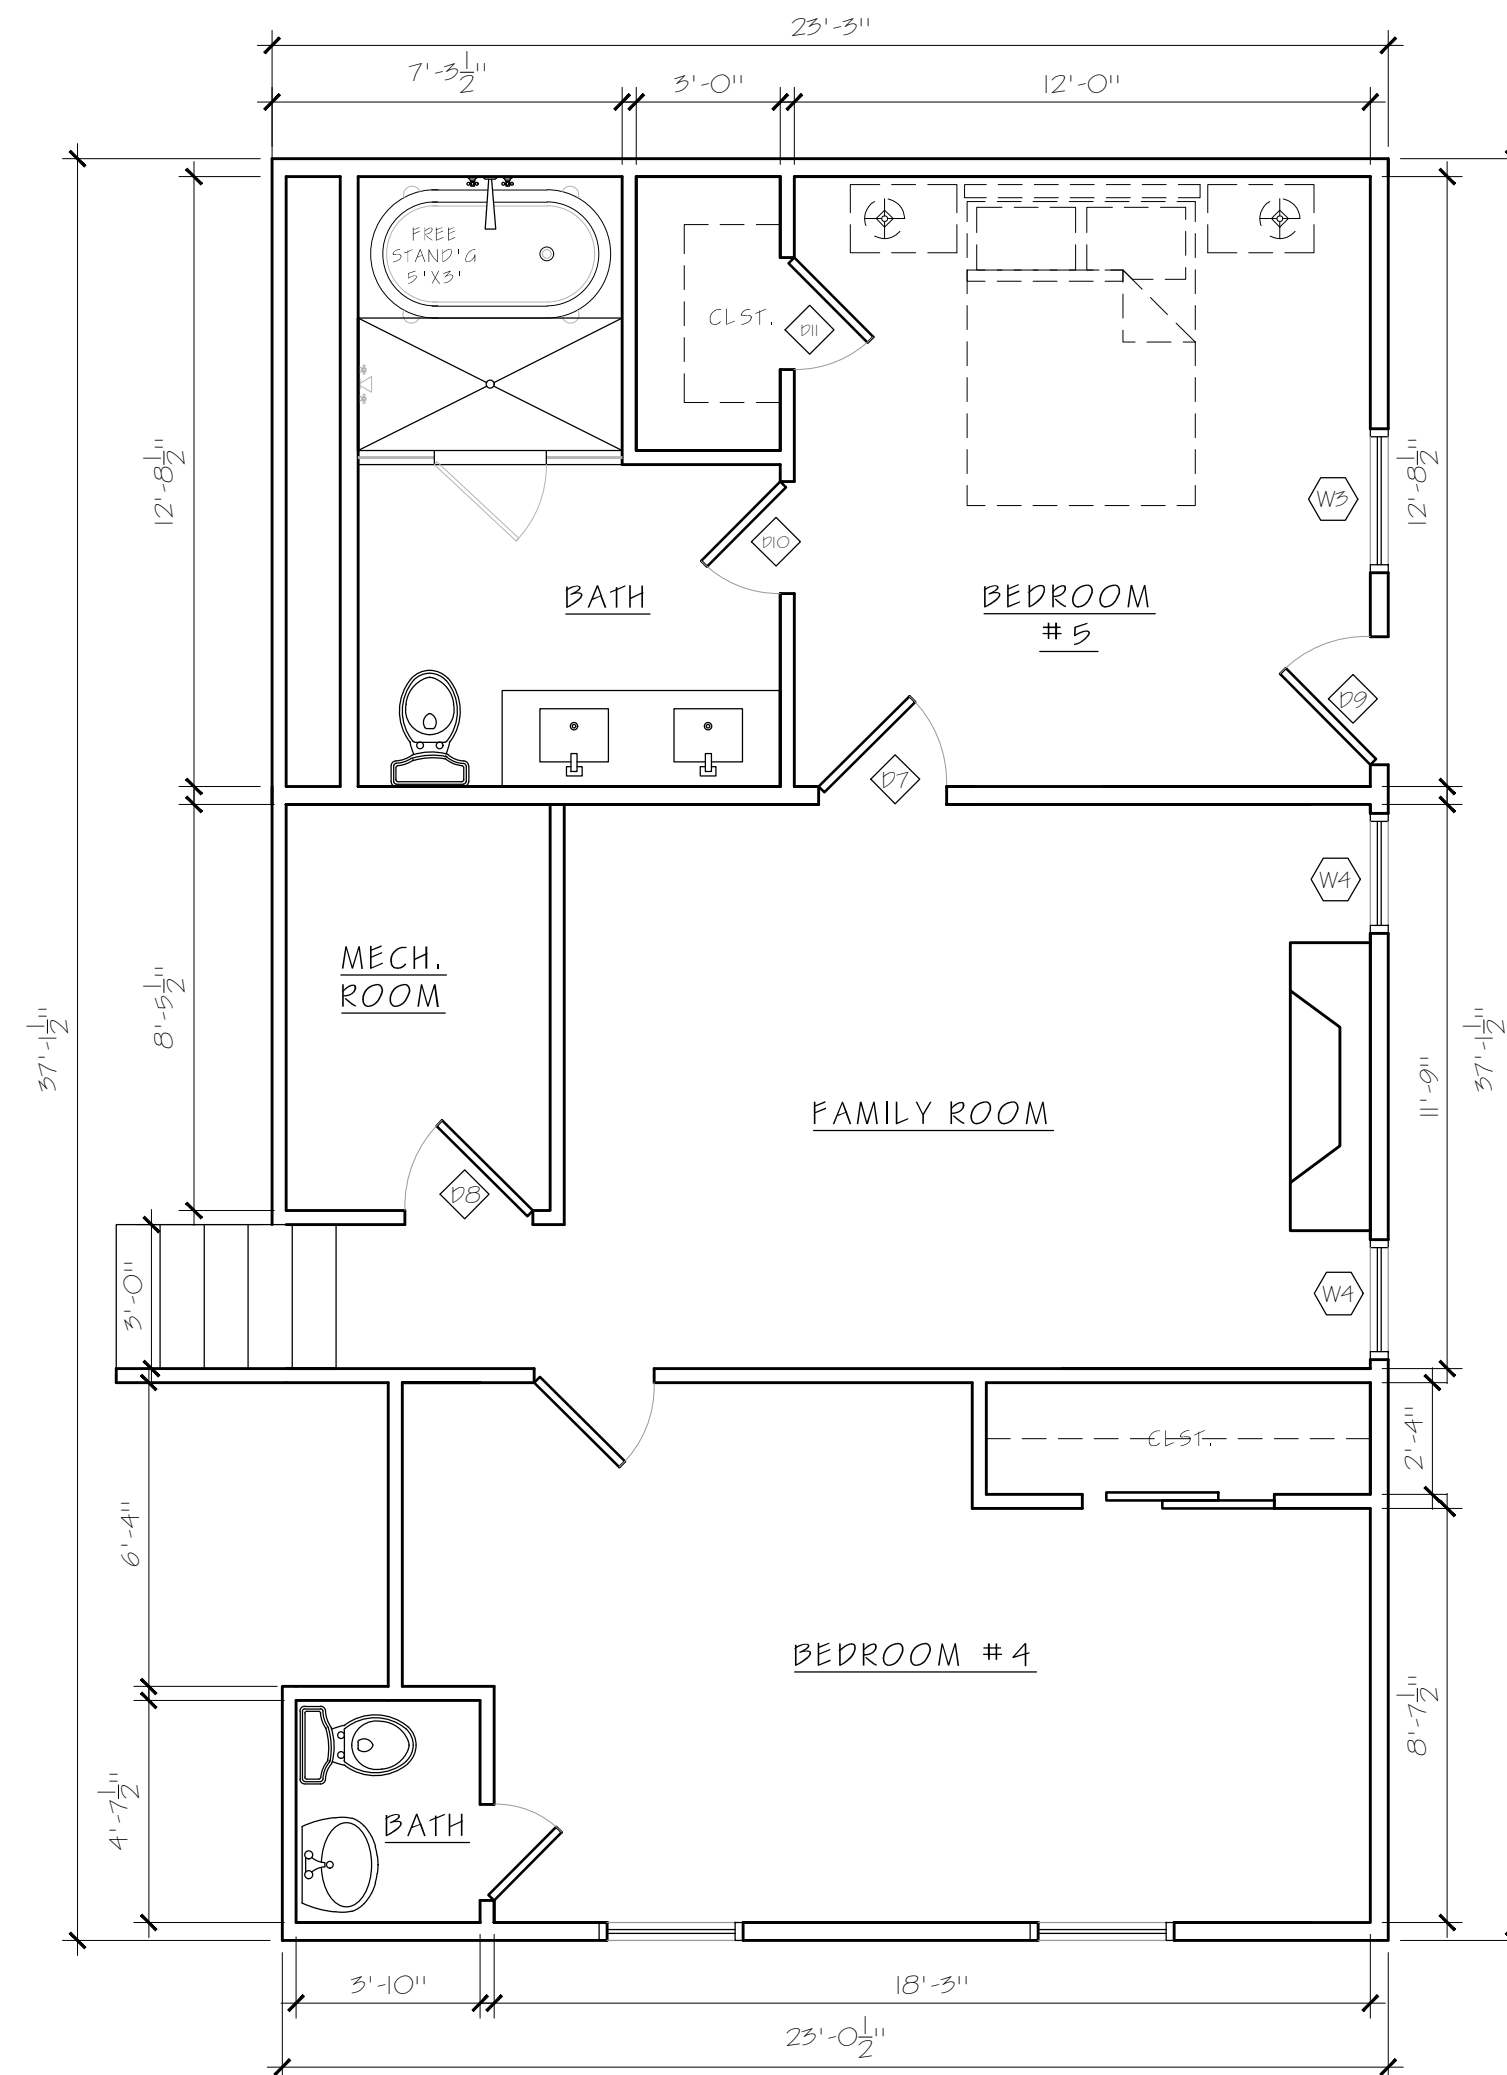 23'-3"
7'-3 1/2"
3'-0"
12'-0"
FREE
STAND'G
5'X3'
CLST.
D11
12'-8 1/2"
W3
12'-8 1/2"
D10
BATH
BEDROOM
#5
D9
D7
W4
MECH.
ROOM
8'-5 1/2"
37'-1 1/2"
11'-9"
37'-1 1/2"
FAMILY ROOM
D8
3'-0"
W4
CLST.
2'-4"
6'-4"
BEDROOM #4
8'-7 1/2"
4'-7 1/2"
BATH
3'-10"
18'-3"
23'-0 1/2"